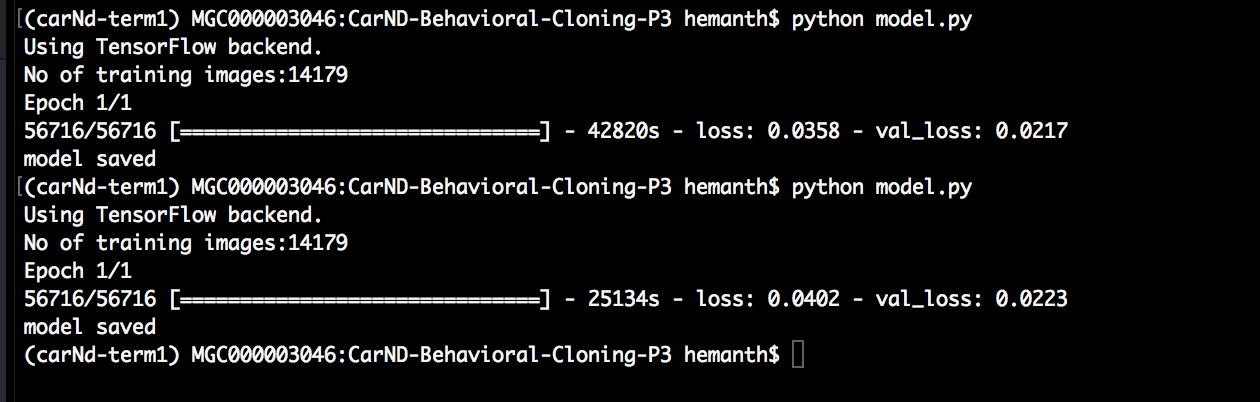 [(carNd-term1) MGC000003046:CarND-Behavioral-Cloning-P3 hemanth$ python model.py
Using TensorFlow backend.
No of training images:14179
Epoch 1/1
56716/56716 [==============================] - 42820s - loss: 0.0358 - val_loss: 0.0217
model saved
[(carNd-term1) MGC000003046:CarND-Behavioral-Cloning-P3 hemanth$ python model.py
Using TensorFlow backend.
No of training images:14179
Epoch 1/1
56716/56716 [==============================] - 25134s - loss: 0.0402 - val_loss: 0.0223
model saved
(carNd-term1) MGC000003046:CarND-Behavioral-Cloning-P3 hemanth$